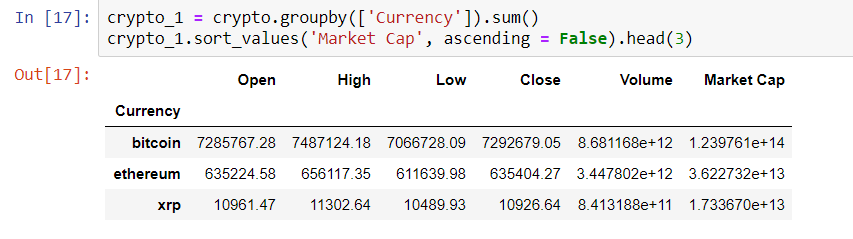 In [17]: crypto_1 = crypto.groupby(['Currency']).sum()
crypto_1.sort_values('Market Cap', ascending = False).head(3)
Out[17]:
Open High Low Close Volume Market Cap
Currency
bitcoin 7285767.28 7487124.18 7066728.09 7292679.05 8.681168e+12 1.239761e+14
ethereum 635224.58 656117.35 611639.98 635404.27 3.447802e+12 3.622732e+13
xrp 10961.47 11302.64 10489.93 10926.64 8.413188e+11 1.733670e+13